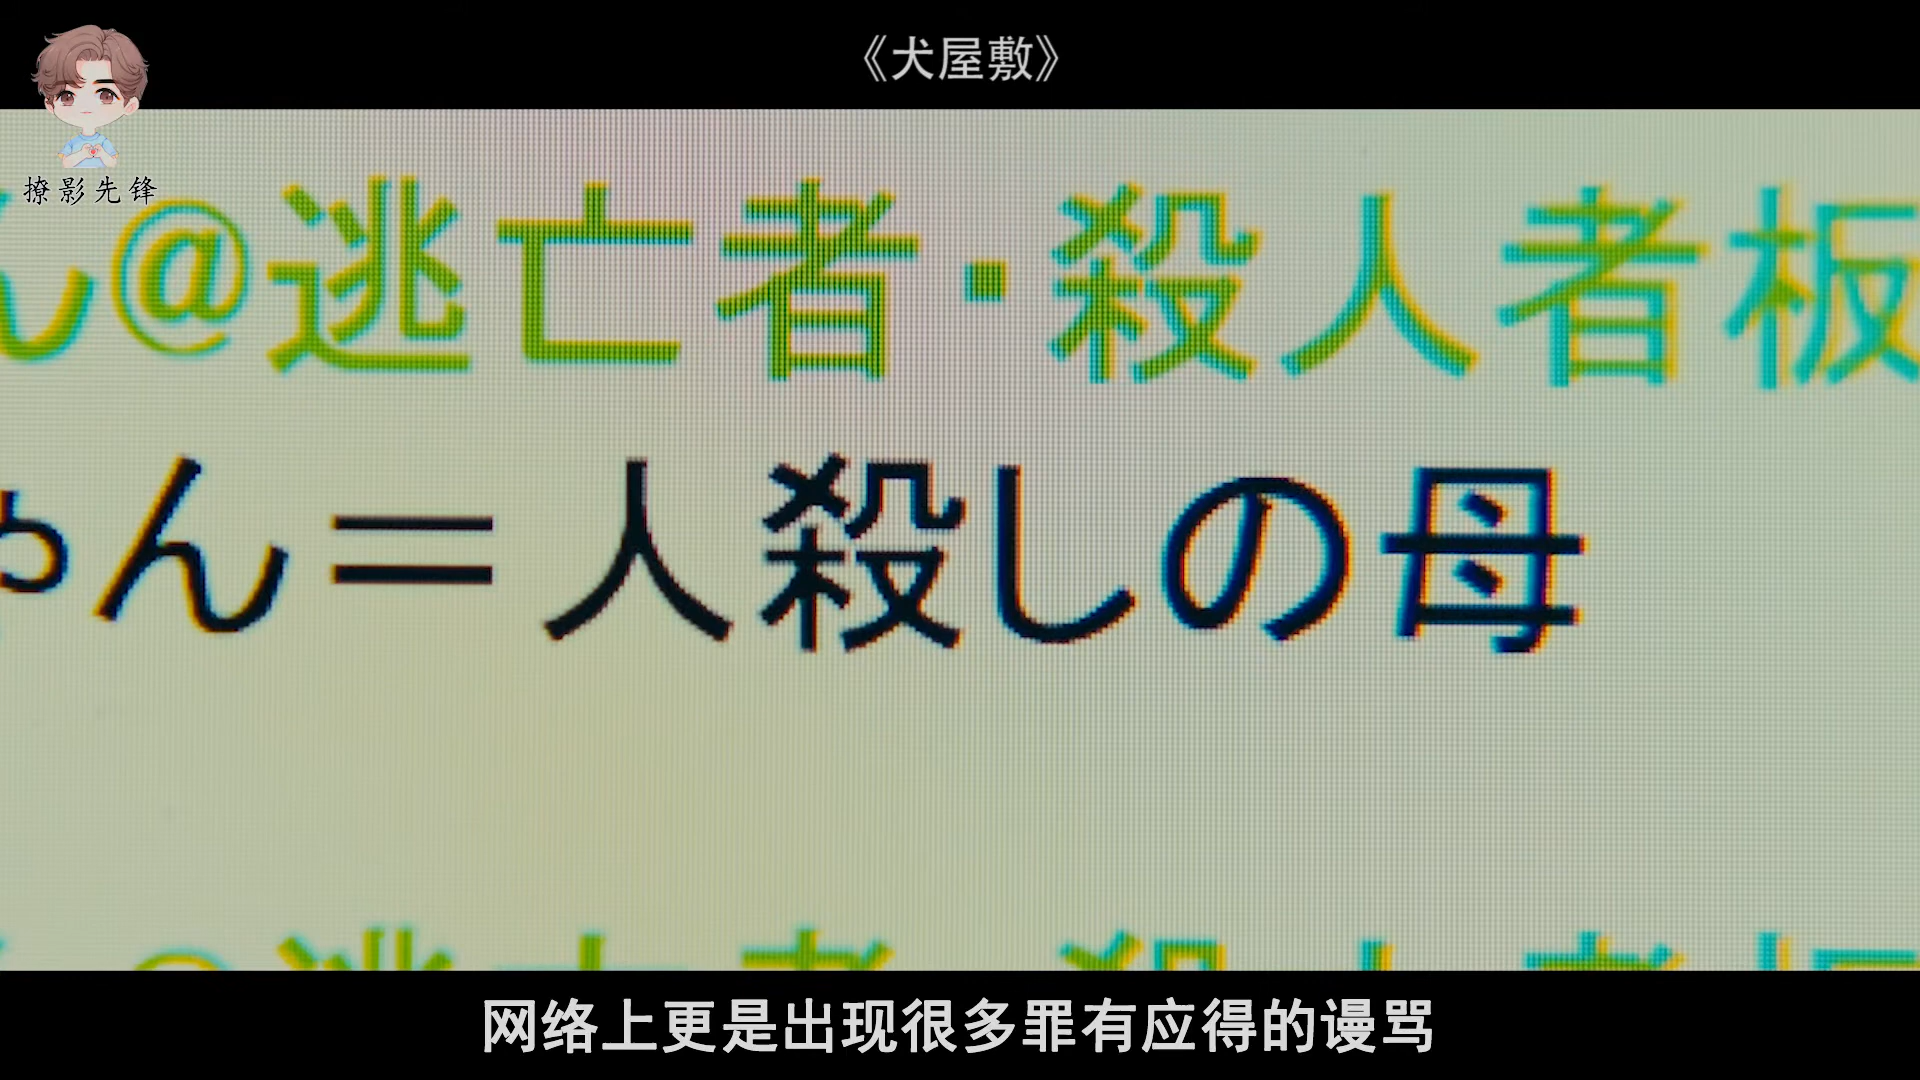 《犬屋敷》
撩影先锋
ん@逃亡者·殺人者板
ゃん=人殺しの母
网络上更是出现很多罪有应得的谩骂